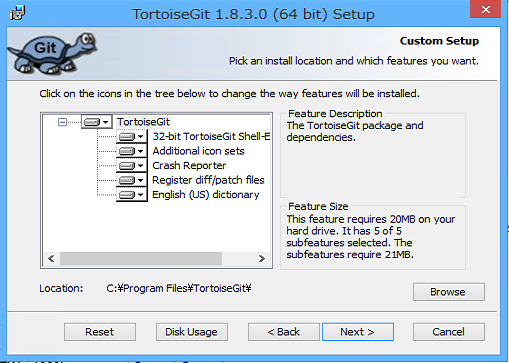 TortoiseGit 1.8.3.0 (64 bit) Setup
Git
Custom Setup
Pick an install location and which features you want.
Click on the icons in the tree below to change the way features will be installed.
TortoiseGit
32-bit TortoiseGit Shell-E
Additional icon sets
Crash Reporter
Register diff/patch files
English (US) dictionary
Feature Description
The TortoiseGit package and
dependencies.
Feature Size
This feature requires 20MB on your
hard drive. It has 5 of 5
subfeatures selected. The
subfeatures require 21MB.
Location: C:¥Program Files¥TortoiseGit¥
Browse
Reset
Disk Usage
< Back
Next >
Cancel